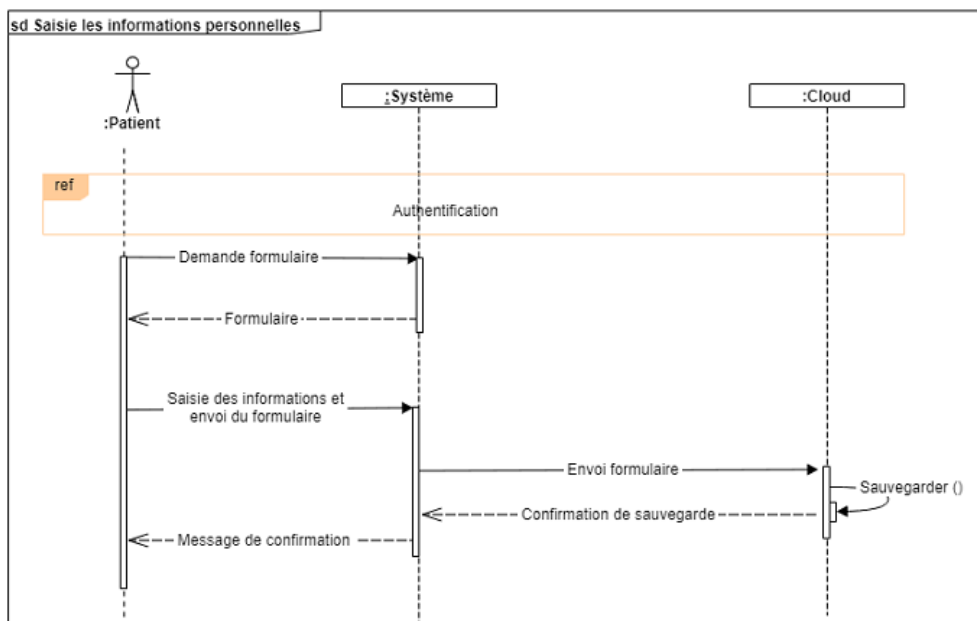 sd Saisie les informations personnelles
:Patient
:Système
:Cloud
ref
Authentification
Demande formulaire
Formulaire
Saisie des informations et
envoi du formulaire
Envoi formulaire
Sauvegarder ()
Confirmation de sauvegarde
Message de confirmation